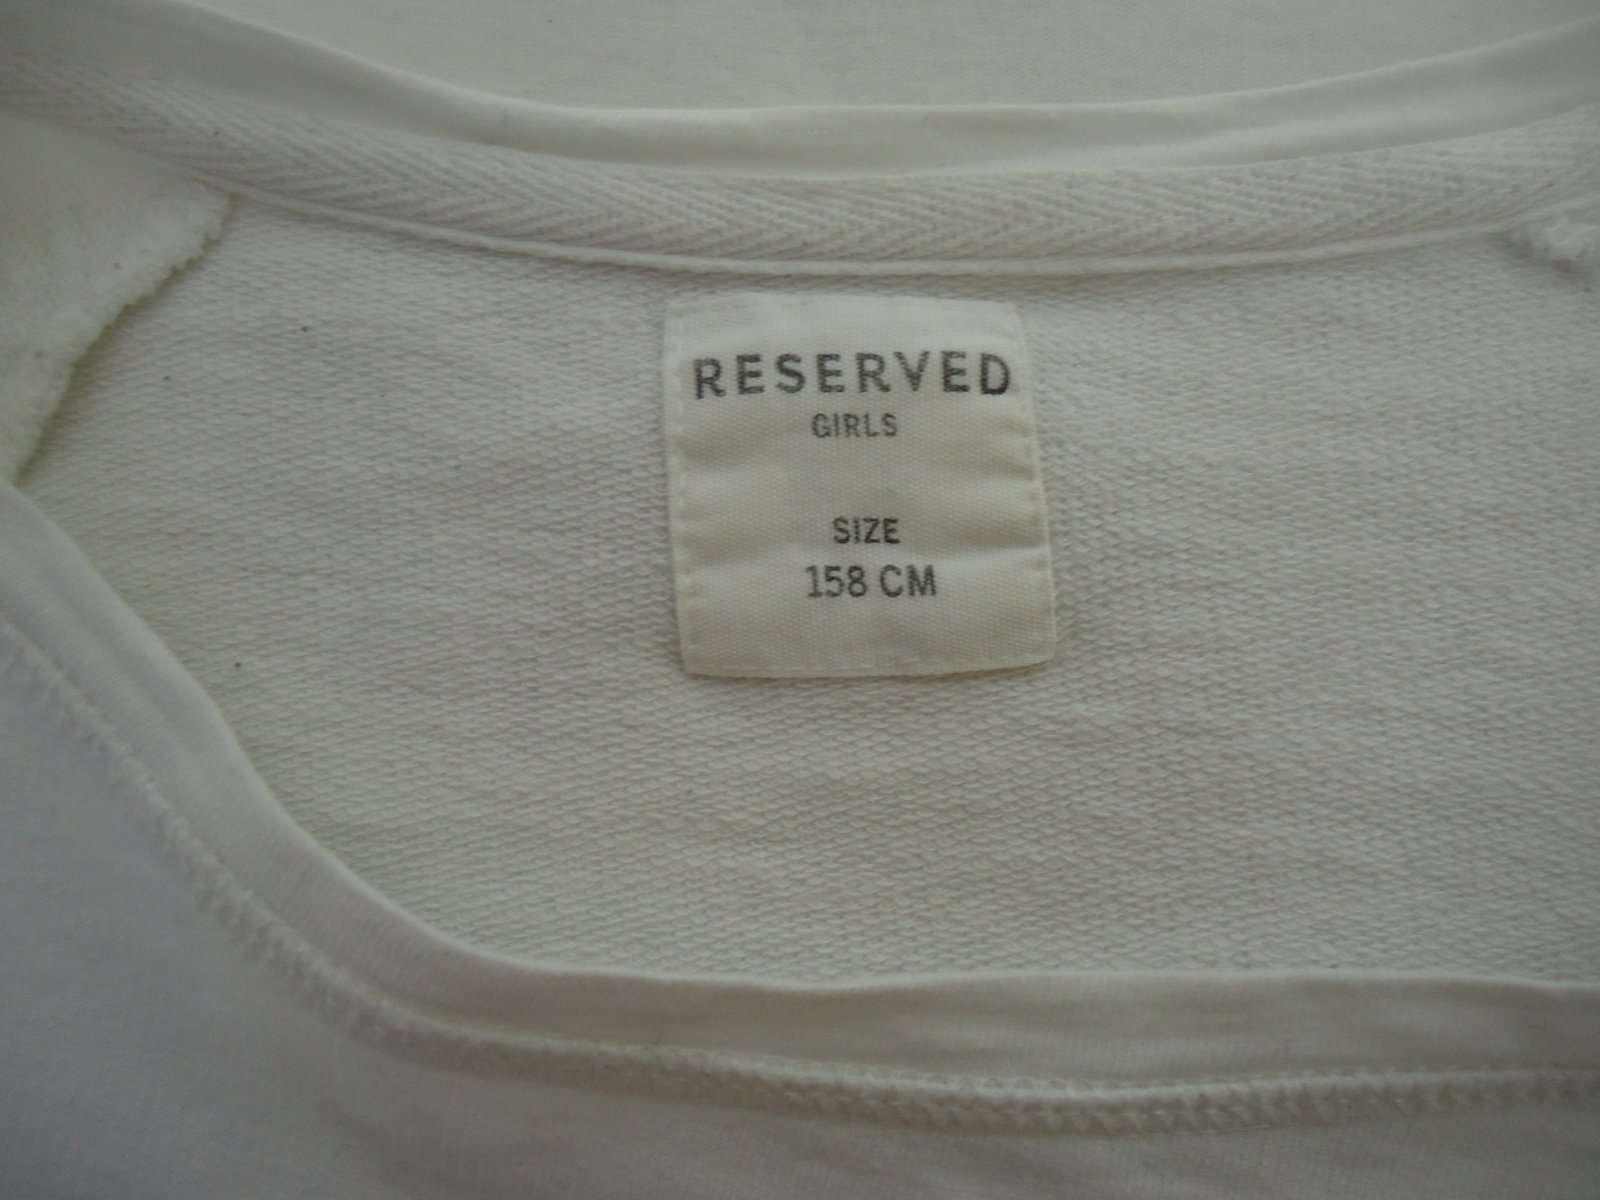 RESERVED
GIRLS
SIZE
158 CM